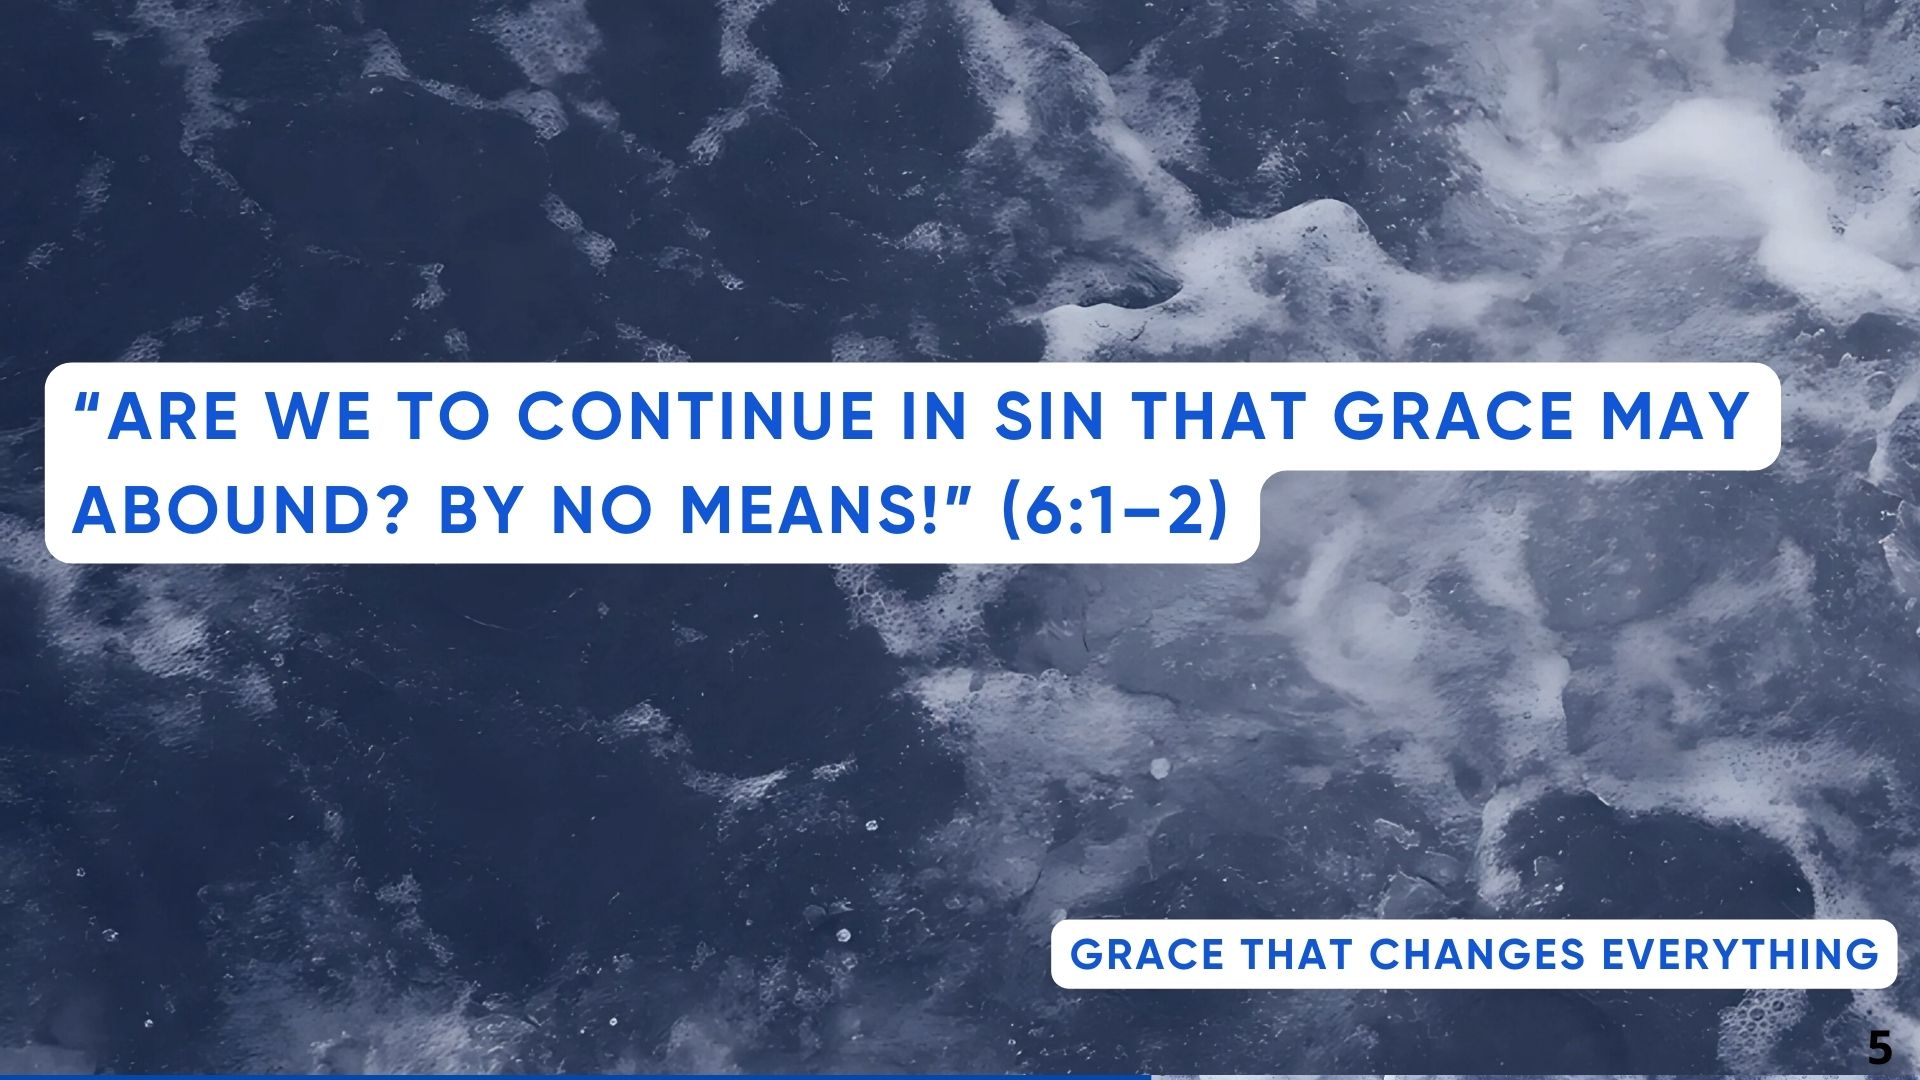 “ARE WE TO CONTINUE IN SIN THAT GRACE MAY
ABOUND? BY NO MEANS!” (6:1–2)
GRACE THAT CHANGES EVERYTHING
5